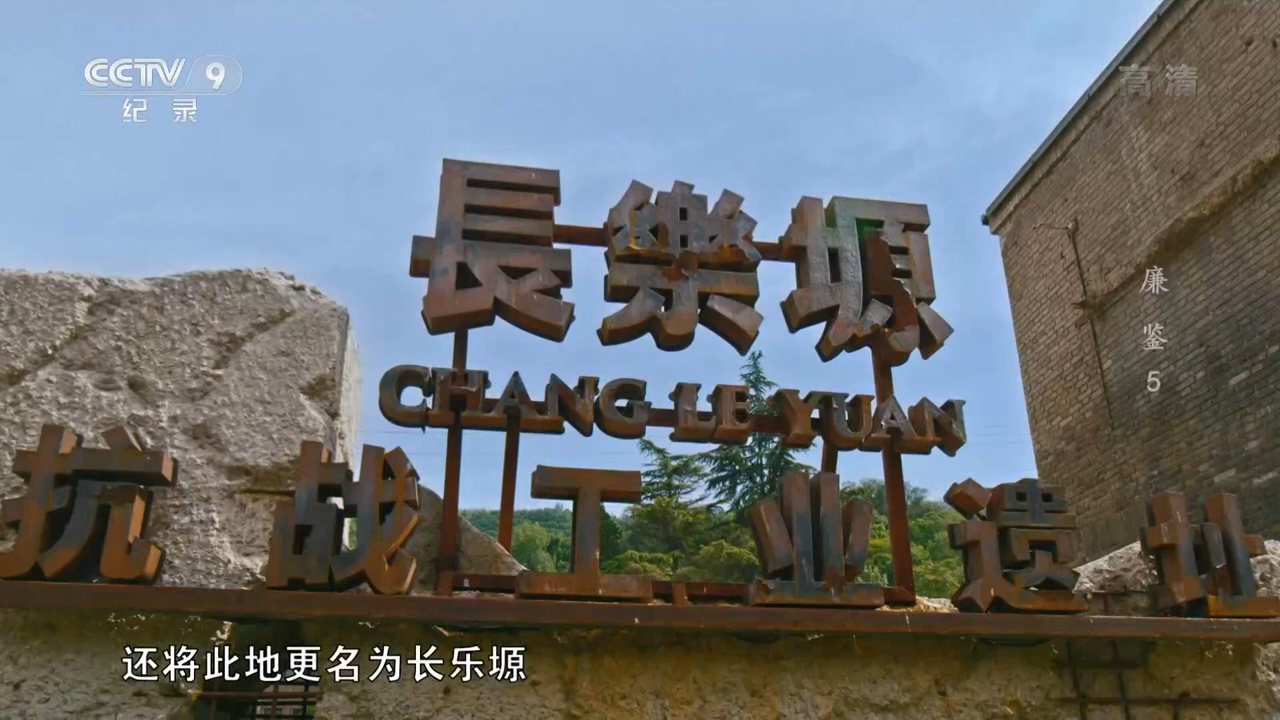 CCTV 9
纪录
高清
長樂塬
廉鉴5
CHANG LE YUAN
抗战工业遗址
还将此地更名为长乐塬